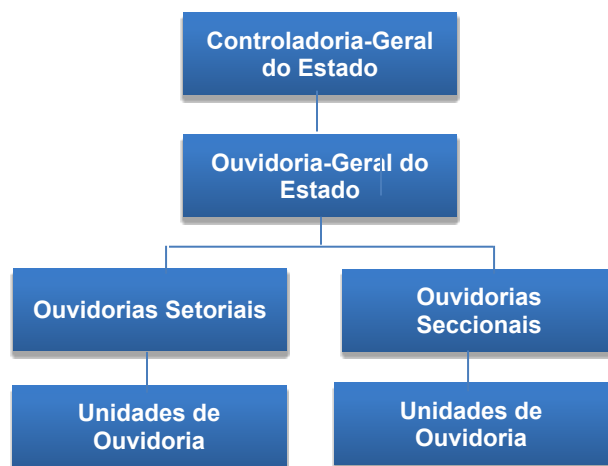 Controladoria-Geral
do Estado
Ouvidoria-Geral do
Estado
Ouvidorias Setoriais
Ouvidorias
Seccionais
Unidades de
Ouvidoria
Unidades de
Ouvidoria